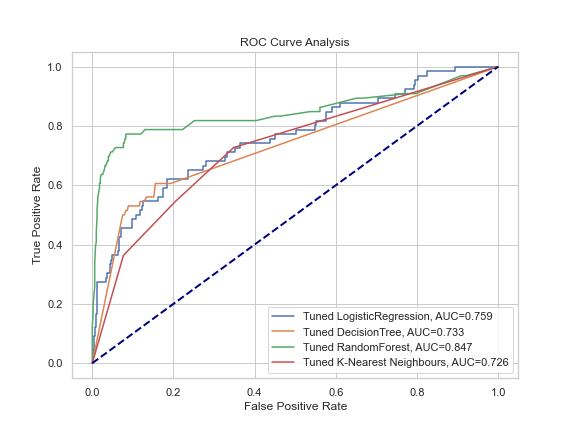 ROC Curve Analysis
True Positive Rate
1.0
0.8
0.6
0.4
0.2
0.0
Tuned LogisticRegression, AUC=0.759
Tuned DecisionTree, AUC=0.733
Tuned RandomForest, AUC=0.847
Tuned K-Nearest Neighbours, AUC=0.726
0.0 0.2 0.4 0.6 0.8 1.0
False Positive Rate